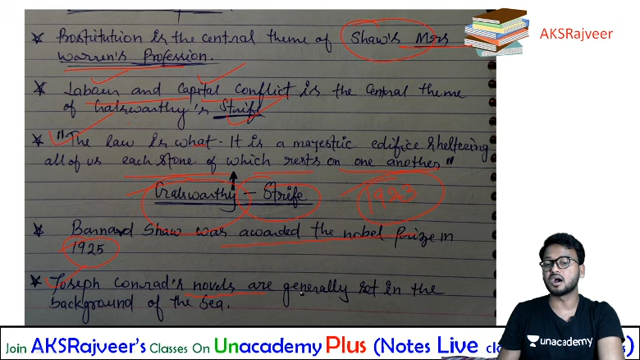 AKSRajveer
* Prostitution is the central theme of Shaw's Mrs
Warren's Profession.
* Labour and Capital Conflict is the central theme
of Galsworthy's Strife
* "The law is what - It is a majestic edifice sheltering
all of us each stone of which rests on one another"
Galsworthy - Strife
1923
* Barnard Shaw was awarded the nobel prize in
1925
* Joseph Conrad's novels are generally set in the
background of the Sea.
unacademy
Join AKSRajveer's Classes On Unacademy Plus (Notes Live